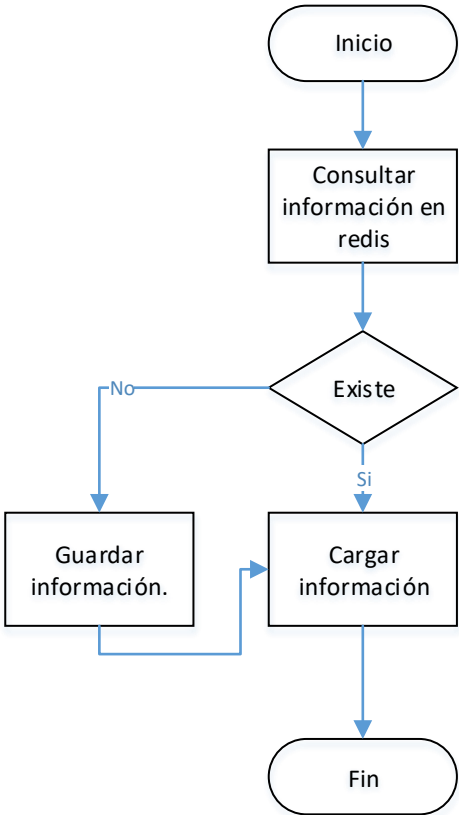 Inicio
Consultar
información en
redis
Existe
No
Si
Guardar
información.
Cargar
información
Fin